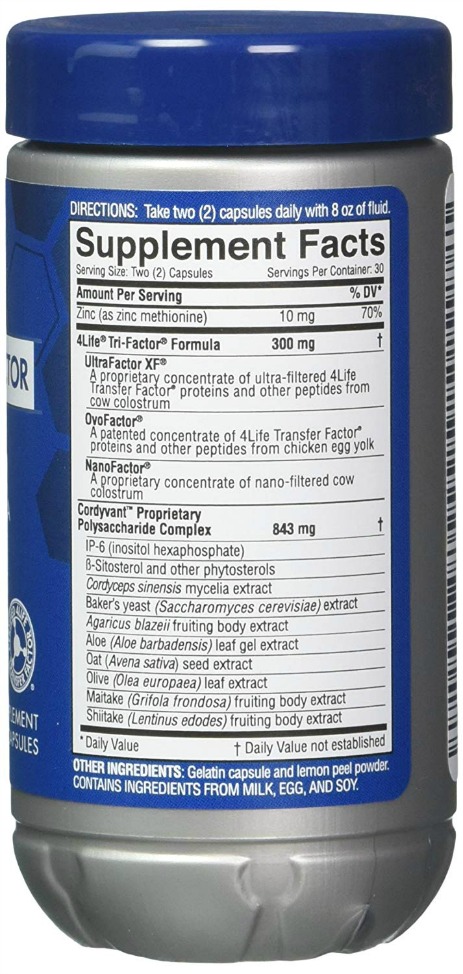 DIRECTIONS: Take two (2) capsules daily with 8 oz of fluid.
Supplement Facts
Serving Size: Two (2) Capsules Servings Per Container: 30
Amount Per Serving % DV*
Zinc (as zinc methionine) 10 mg 70%
4Life® Tri-Factor® Formula 300 mg †
UltraFactor XF®
A proprietary concentrate of ultra-filtered 4Life
Transfer Factor® proteins and other peptides from
cow colostrum
OvoFactor®
A patented concentrate of 4Life Transfer Factor®
proteins and other peptides from chicken egg yolk
NanoFactor®
A proprietary concentrate of nano-filtered cow
colostrum
Cordyvant™ Proprietary
Polysaccharide Complex 843 mg †
IP-6 (inositol hexaphosphate)
β-Sitosterol and other phytosterols
Cordyceps sinensis mycelia extract
Baker's yeast (Saccharomyces cerevisiae) extract
Agaricus blazeii fruiting body extract
Aloe (Aloe barbadensis) leaf gel extract
Oat (Avena sativa) seed extract
Olive (Olea europaea) leaf extract
Maitake (Grifola frondosa) fruiting body extract
Shiitake (Lentinus edodes) fruiting body extract
*Daily Value † Daily Value not established
OTHER INGREDIENTS: Gelatin capsule and lemon peel powder.
CONTAINS INGREDIENTS FROM MILK, EGG, AND SOY.
TOR
LEMENT
APSULES